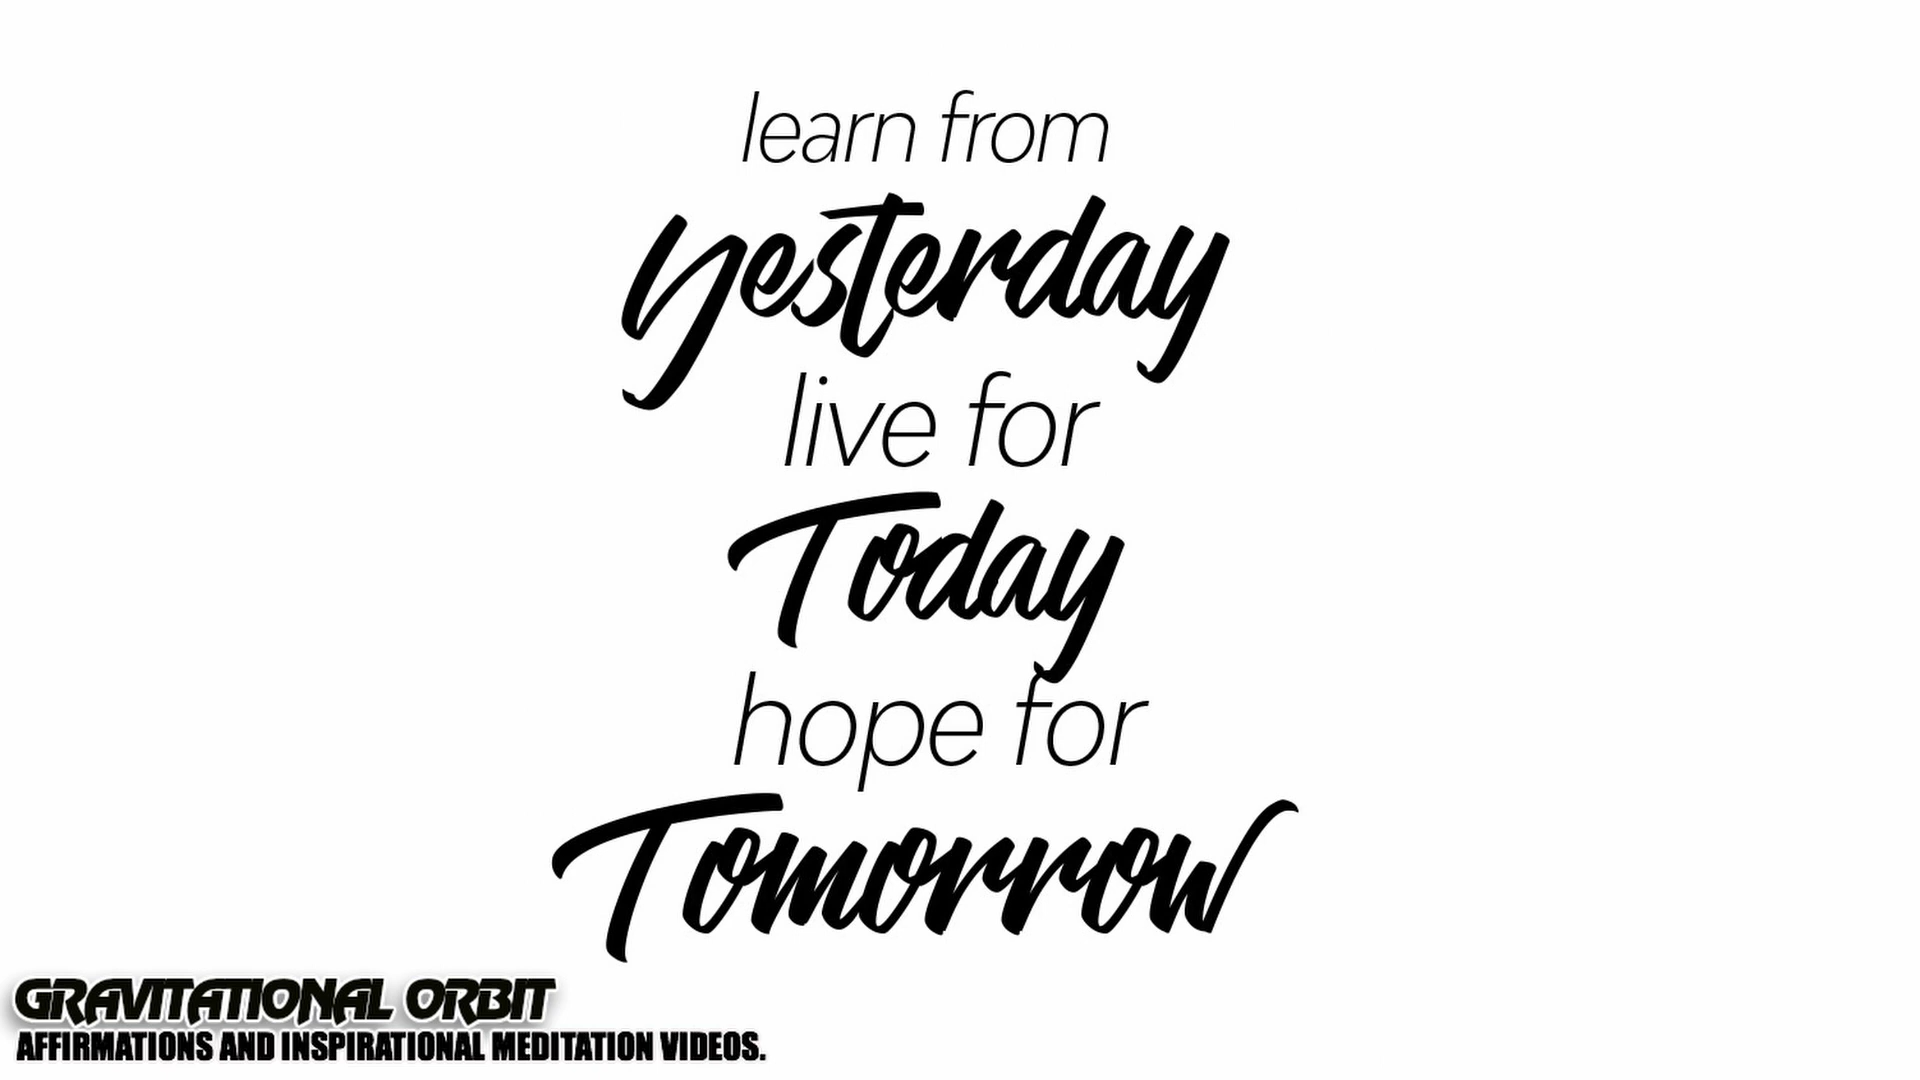 learn from
yesterday
live for
Today
hope for
Tomorrow
GRAVITATIONAL ORBIT
AFFIRMATIONS AND INSPIRATIONAL MEDITATION VIDEOS.